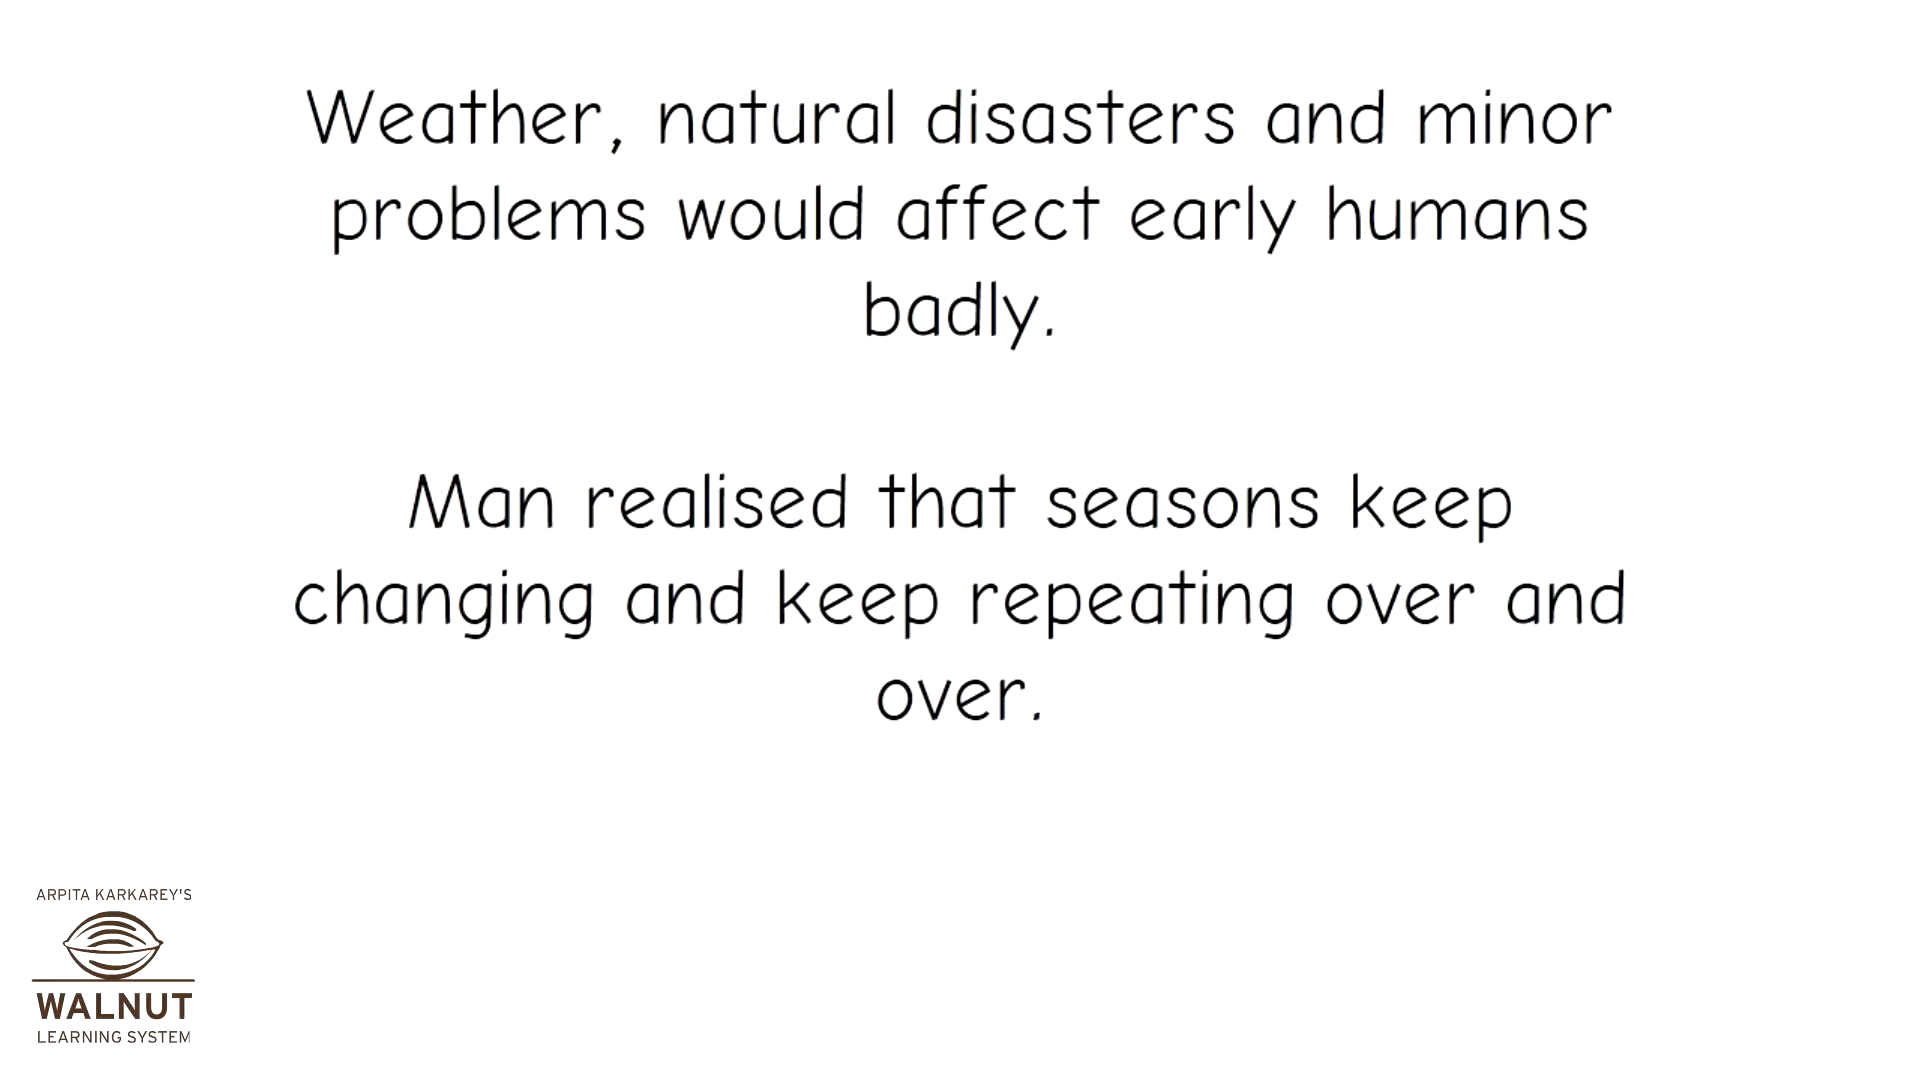 Weather, natural disasters and minor
problems would affect early humans
badly.
Man realised that seasons keep
changing and keep repeating over and
over.
ARPITA KARKAREY'S
WALNUT
LEARNING SYSTEM